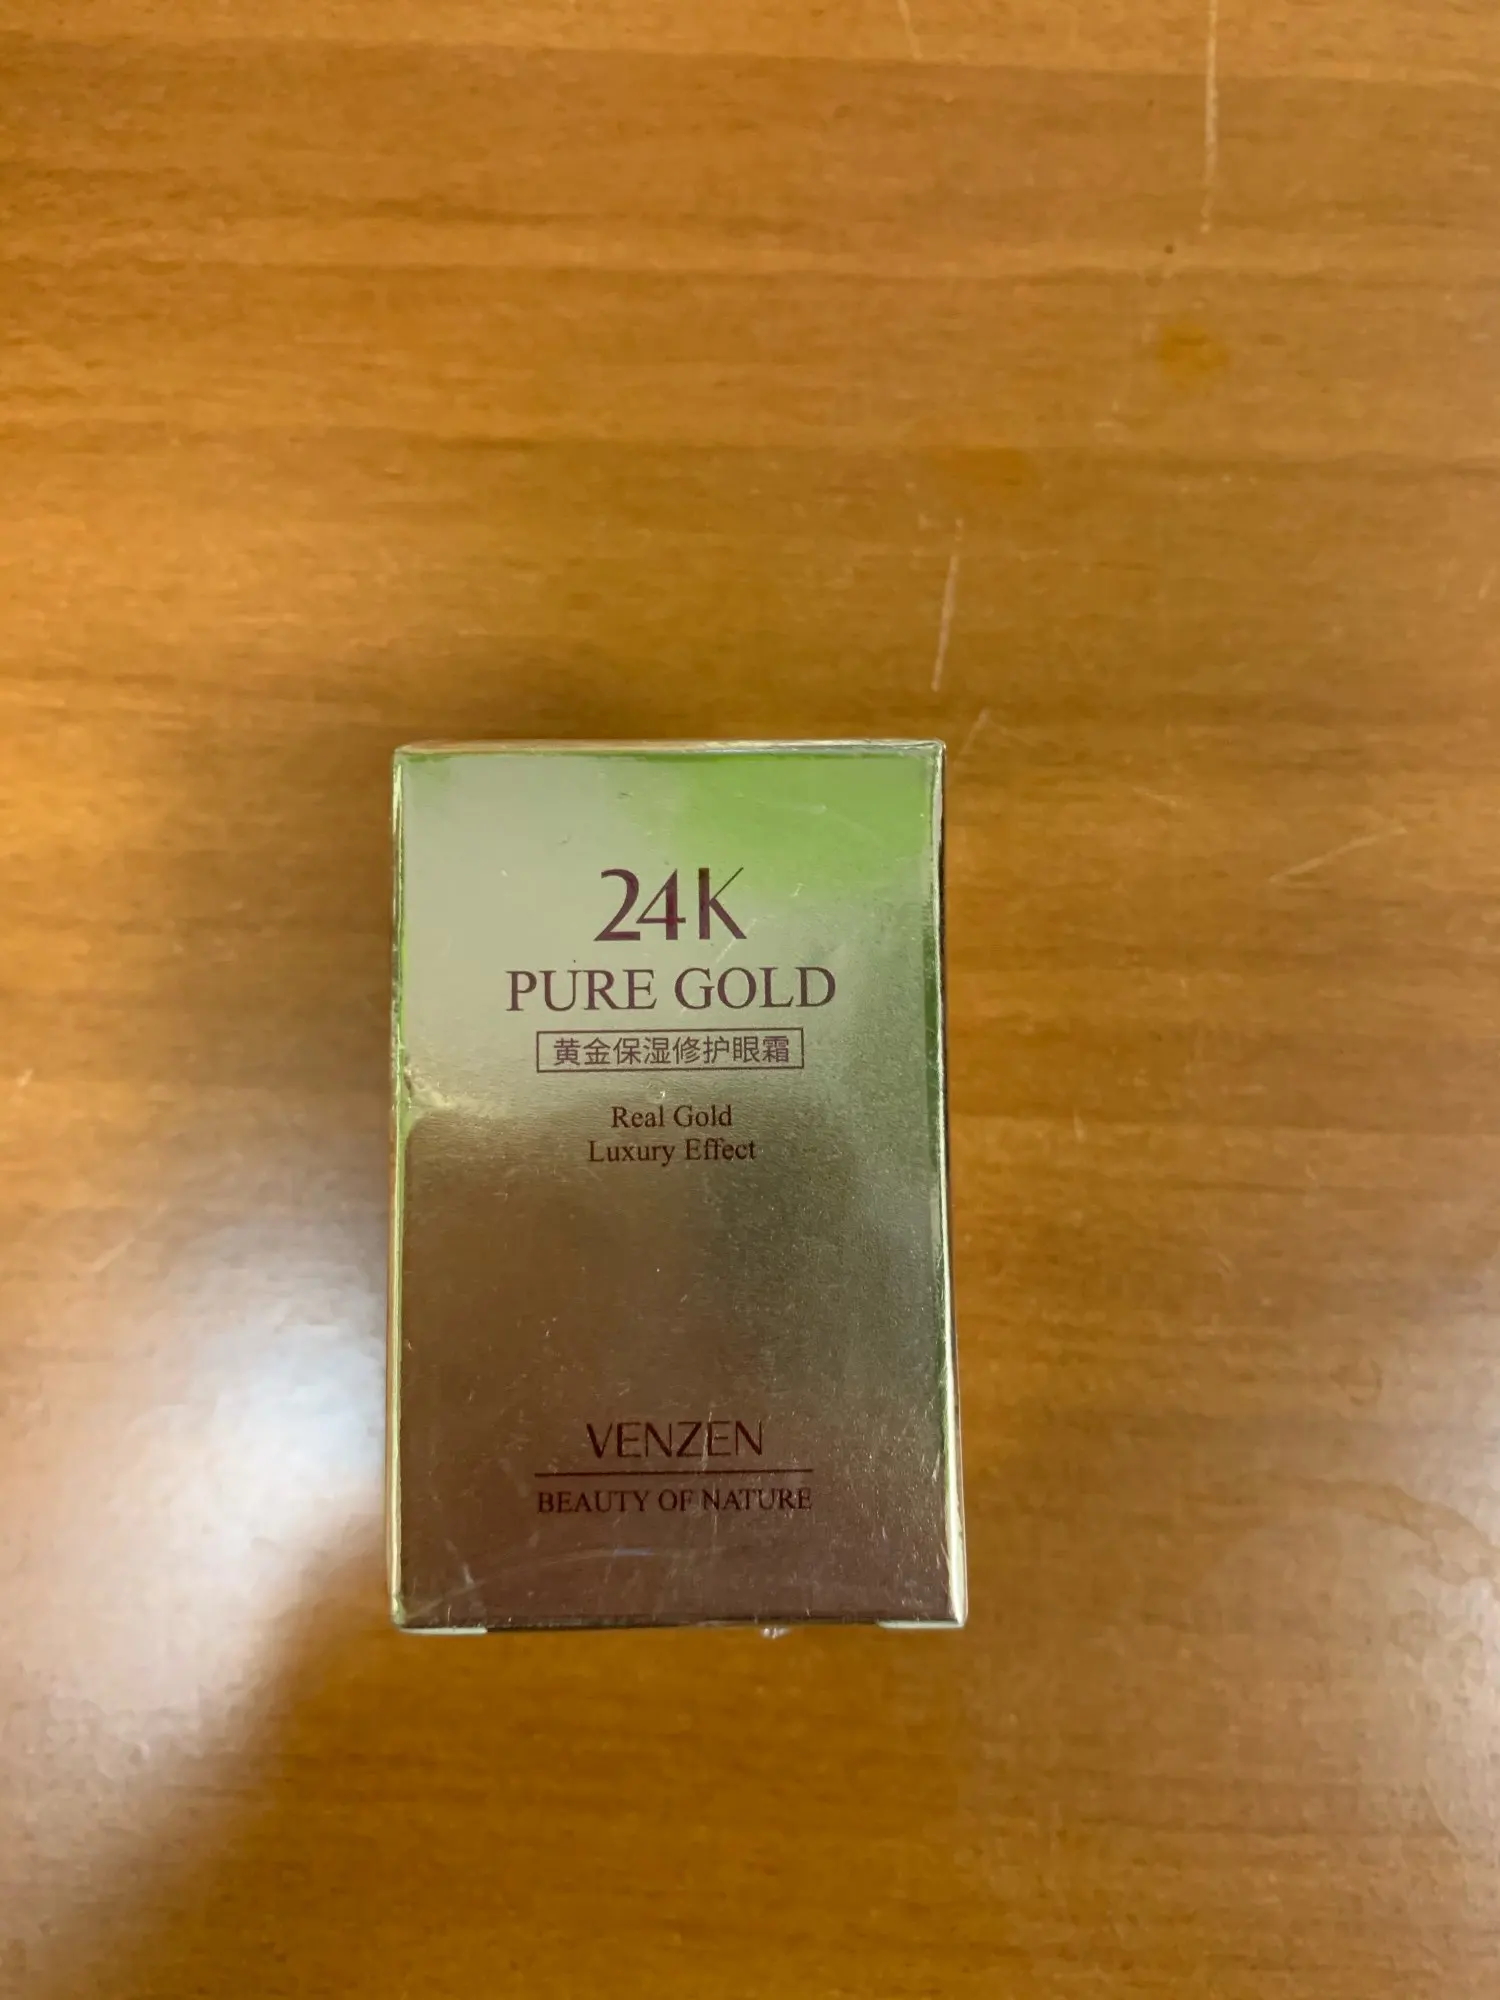 24K
PURE GOLD
黄金保湿修护眼霜
Real Gold
Luxury Effect
VENZEN
BEAUTY OF NATURE